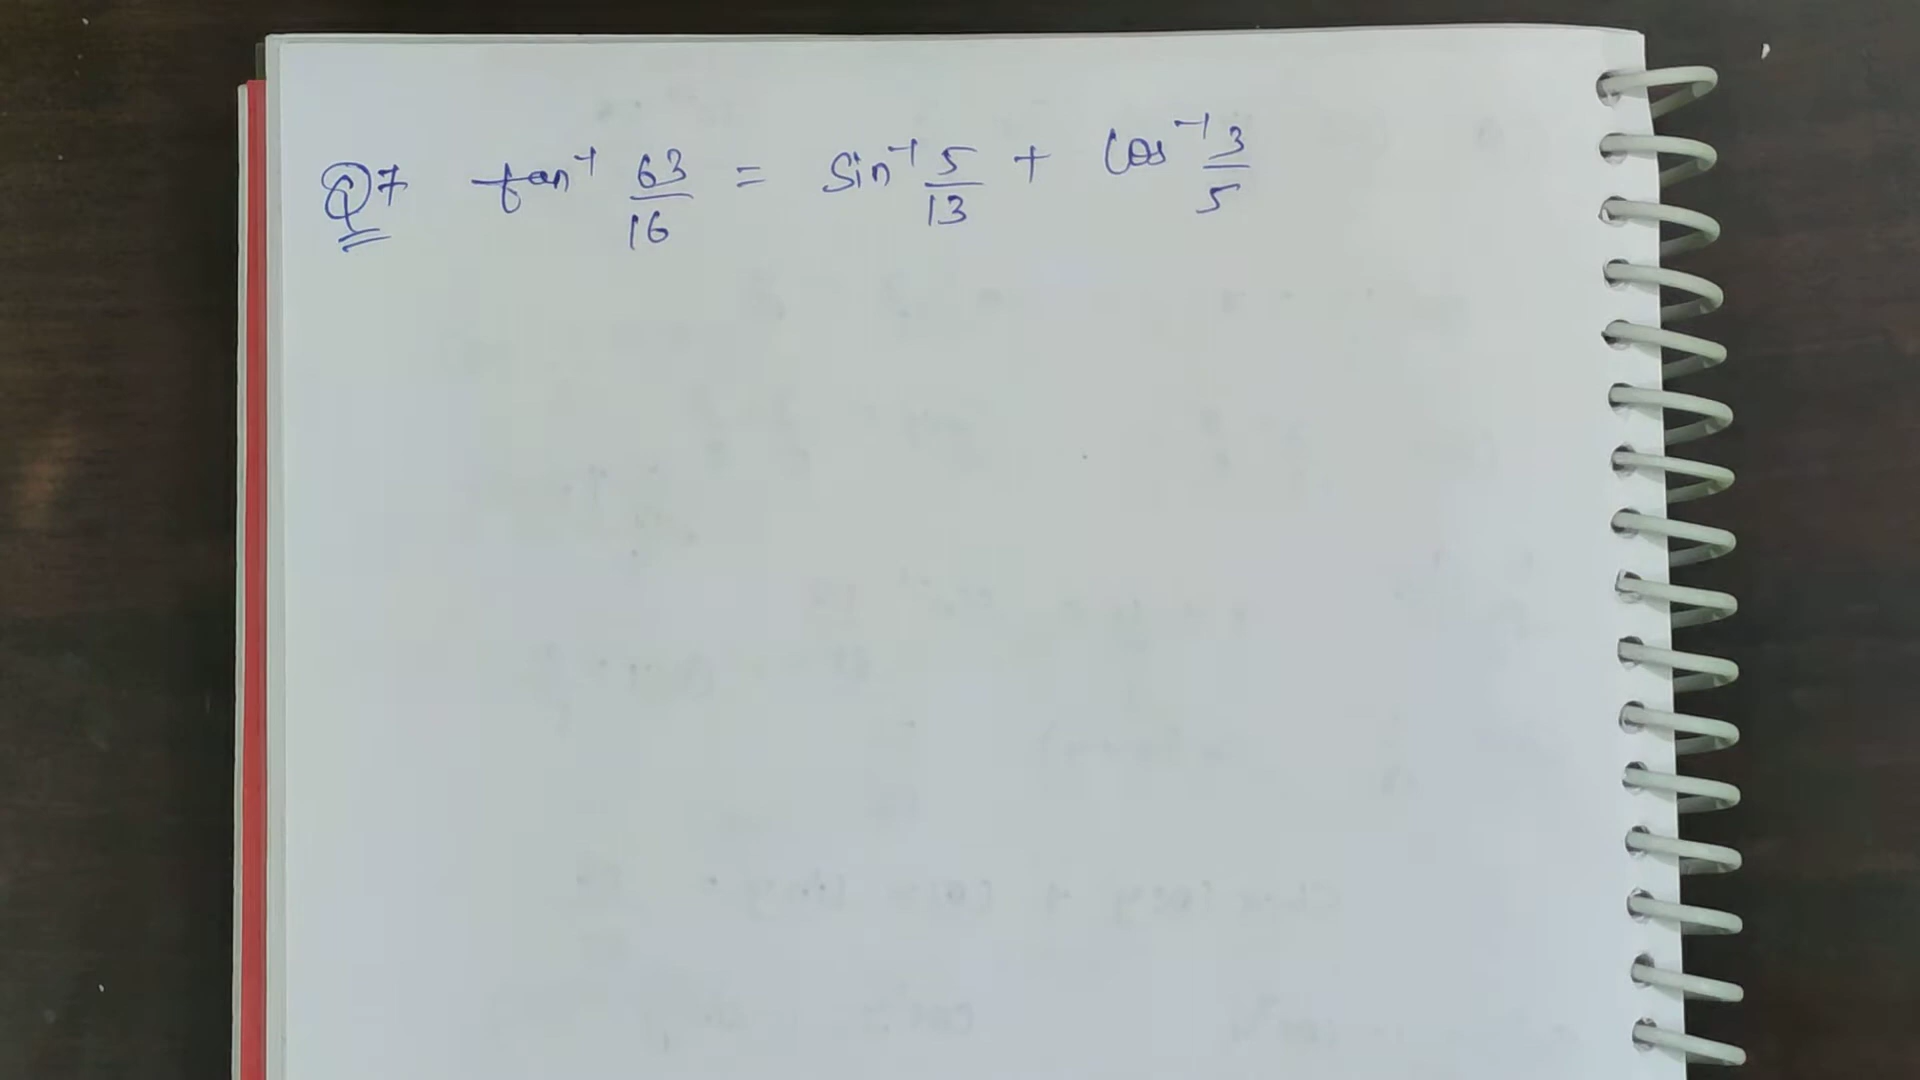 Q7 tan⁻¹ 63/16 = Sin⁻¹ 5/13 + Cos⁻¹ 3/5